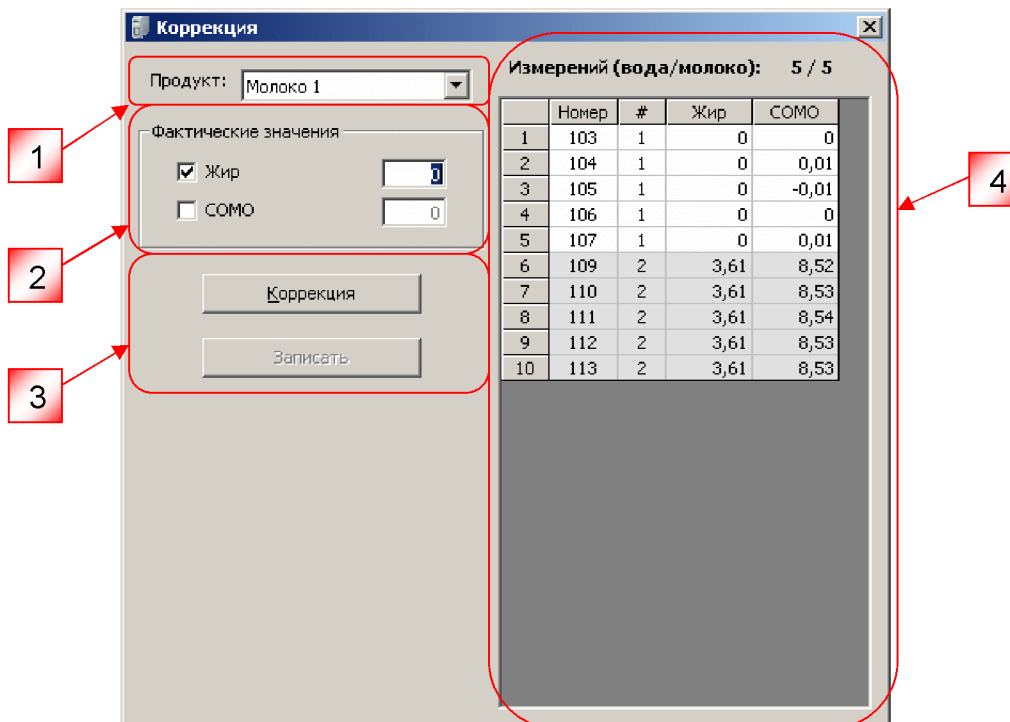 Коррекция
Продукт: Молоко 1
Фактические значения
Жир 0
СОМО 0
Коррекция
Записать
Измерений (вода/молоко): 5 / 5
Номер # Жир СОМО
1 103 1 0 0
2 104 1 0 0,01
3 105 1 0 -0,01
4 106 1 0 0
5 107 1 0 0,01
6 109 2 3,61 8,52
7 110 2 3,61 8,53
8 111 2 3,61 8,54
9 112 2 3,61 8,53
10 113 2 3,61 8,53
1
2
3
4